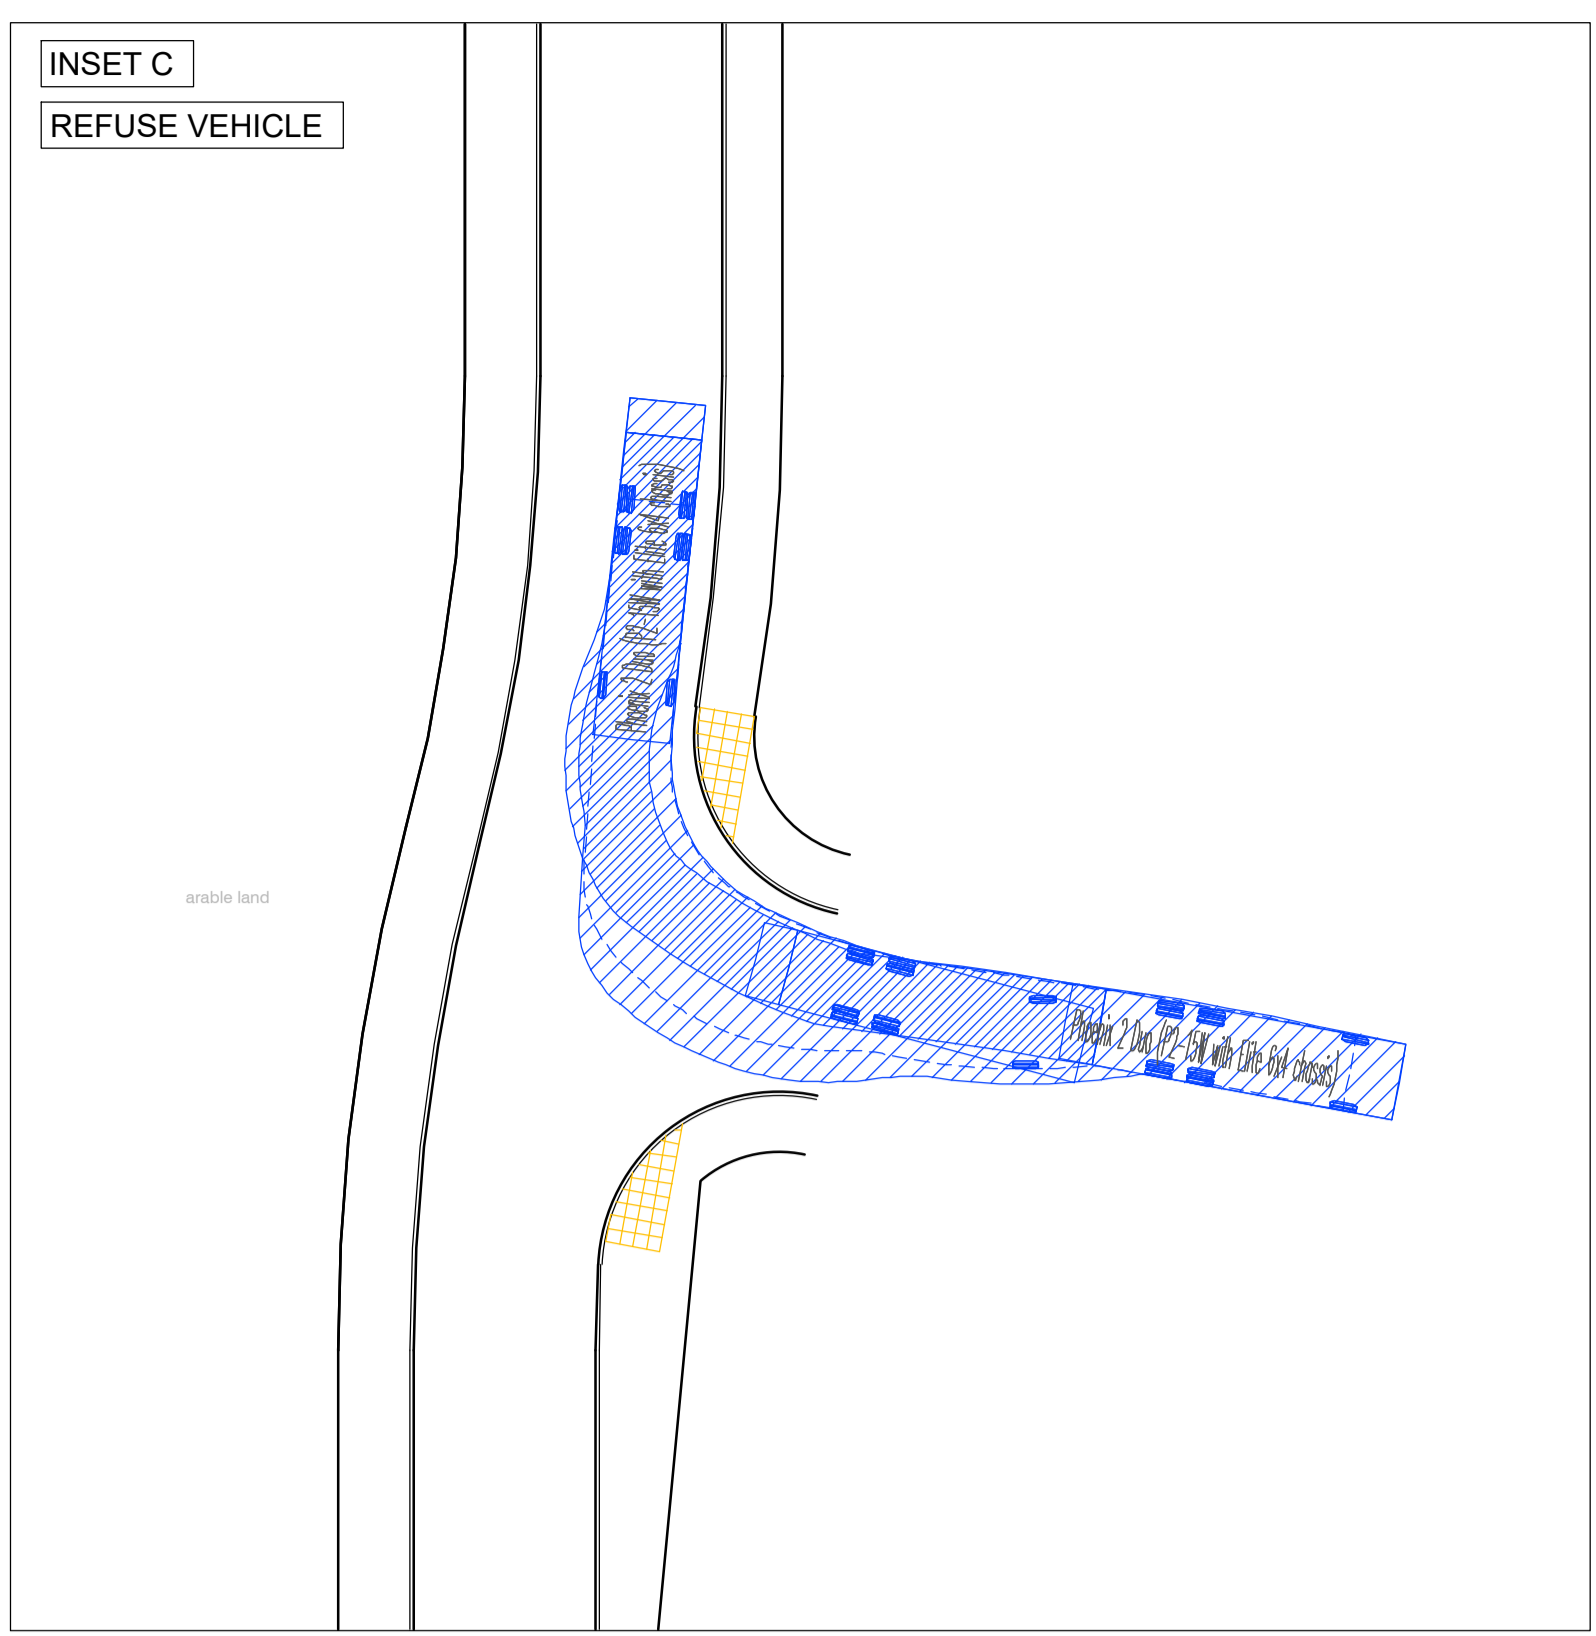 INSET C
REFUSE VEHICLE
Phoenix 2 Duo (P2-15W with Elite 6x4 chassis)
arable land
Phoenix 2 Duo (P2-15W with Elite 6x4 chassis)